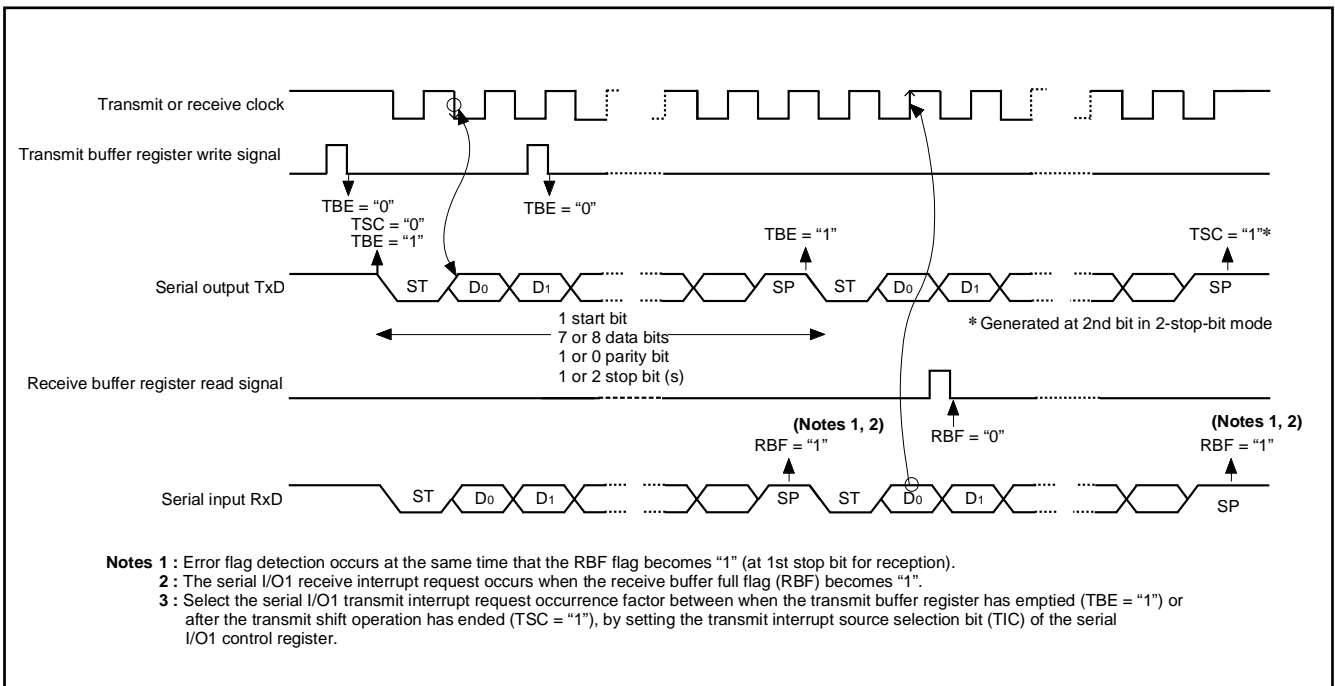 Transmit or receive clock
Transmit buffer register write signal
TBE = “0”
TSC = “0”
TBE = “1”
TBE = “0”
TBE = “1”
TSC = “1”*
Serial output TxD
ST D0 D1 SP ST D0 D1 SP
1 start bit
7 or 8 data bits
1 or 0 parity bit
1 or 2 stop bit (s)
* Generated at 2nd bit in 2-stop-bit mode
Receive buffer register read signal
(Notes 1, 2)
RBF = “1”
RBF = “0”
(Notes 1, 2)
RBF = “1”
Serial input RxD
ST D0 D1 SP ST D0 D1 SP
Notes 1 : Error flag detection occurs at the same time that the RBF flag becomes “1” (at 1st stop bit for reception).
2 : The serial I/O1 receive interrupt request occurs when the receive buffer full flag (RBF) becomes “1”.
3 : Select the serial I/O1 transmit interrupt request occurrence factor between when the transmit buffer register has emptied (TBE = “1”) or
after the transmit shift operation has ended (TSC = “1”), by setting the transmit interrupt source selection bit (TIC) of the serial
I/O1 control register.